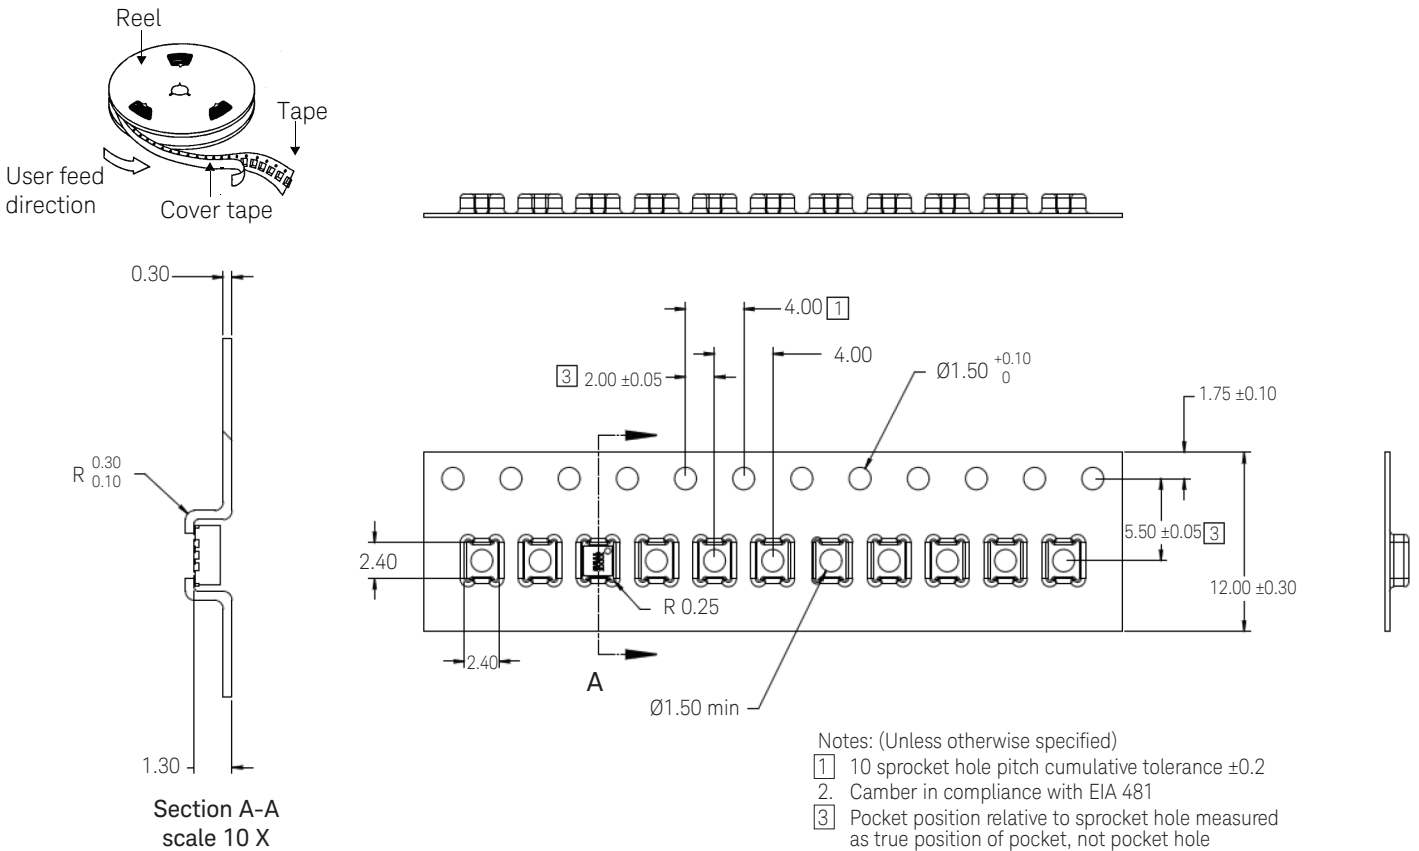 Reel
Tape
User feed
direction
Cover tape
0.30
4.00 1
4.00
3 2.00 ±0.05
Ø1.50 +0.10
0
1.75 ±0.10
R 0.30
0.10
5.50 ±0.05 3
2.40
12.00 ±0.30
R 0.25
2.40
A
Ø1.50 min
1.30
Section A-A
scale 10 X
Notes: (Unless otherwise specified)
1 10 sprocket hole pitch cumulative tolerance ±0.2
2. Camber in compliance with EIA 481
3 Pocket position relative to sprocket hole measured
as true position of pocket, not pocket hole